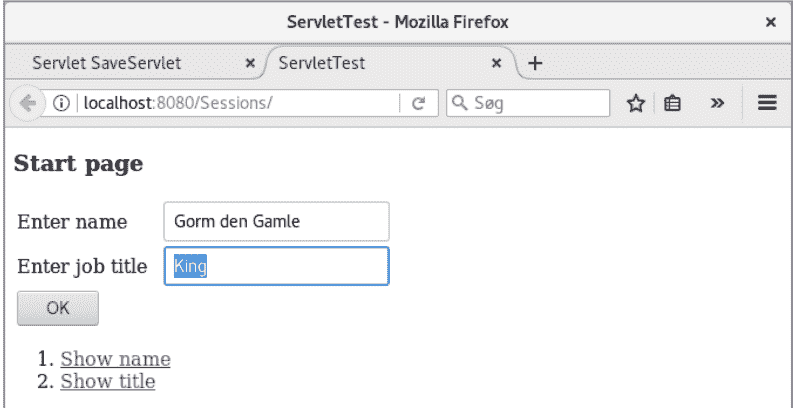 ServletTest - Mozilla Firefox
Servlet SaveServlet
ServletTest
localhost:8080/Sessions/
Søg
Start page
Enter name Gorm den Gamle
Enter job title King
OK
1. Show name
2. Show title